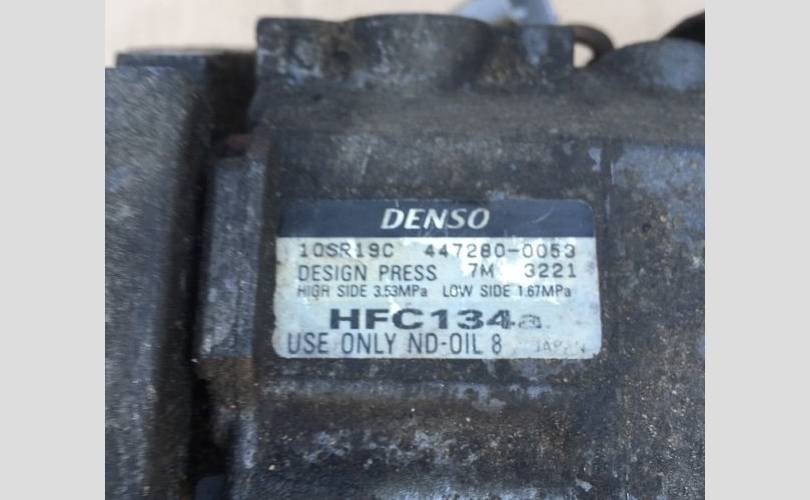 DENSO
10SR19C 447280-0053
DESIGN PRESS 7M 3221
HIGH SIDE 3.53MPa LOW SIDE 1.67MPa
HFC134a
USE ONLY ND-OIL 8 JAPAN